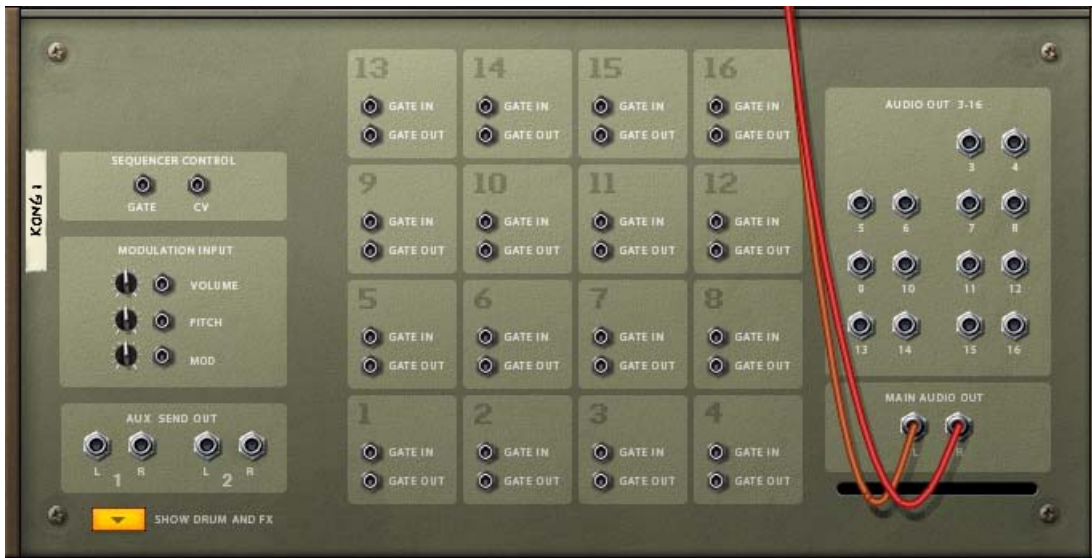 KONG 1
SEQUENCER CONTROL
GATE CV
MODULATION INPUT
VOLUME
PITCH
MOD
AUX SEND OUT
L R L R
1 2
SHOW DRUM AND FX
13 14 15 16
GATE IN GATE IN GATE IN GATE IN
GATE OUT GATE OUT GATE OUT GATE OUT
9 10 11 12
GATE IN GATE IN GATE IN GATE IN
GATE OUT GATE OUT GATE OUT GATE OUT
5 6 7 8
GATE IN GATE IN GATE IN GATE IN
GATE OUT GATE OUT GATE OUT GATE OUT
1 2 3 4
GATE IN GATE IN GATE IN GATE IN
GATE OUT GATE OUT GATE OUT GATE OUT
AUDIO OUT 3-16
3 4
5 6 7 8
9 10 11 12
13 14 15 16
MAIN AUDIO OUT
L R